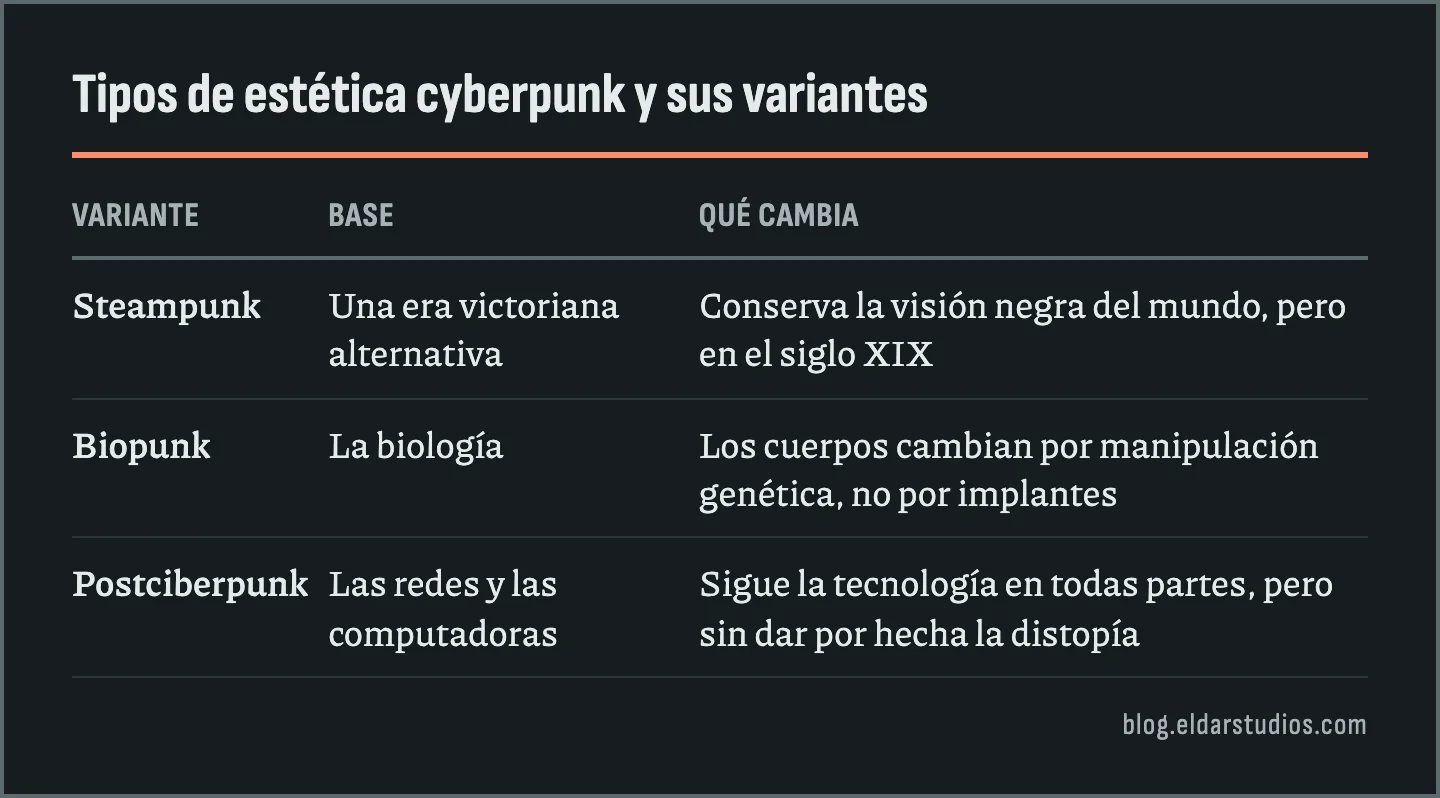 Tipos de estética cyberpunk y sus variantes
VARIANTE BASE QUÉ CAMBIA
Steampunk Una era victoriana alternativa Conserva la visión negra del mundo, pero en el siglo XIX
Biopunk La biología Los cuerpos cambian por manipulación genética, no por implantes
Postciberpunk Las redes y las computadoras Sigue la tecnología en todas partes, pero sin dar por hecha la distopía
blog.eldarstudios.com